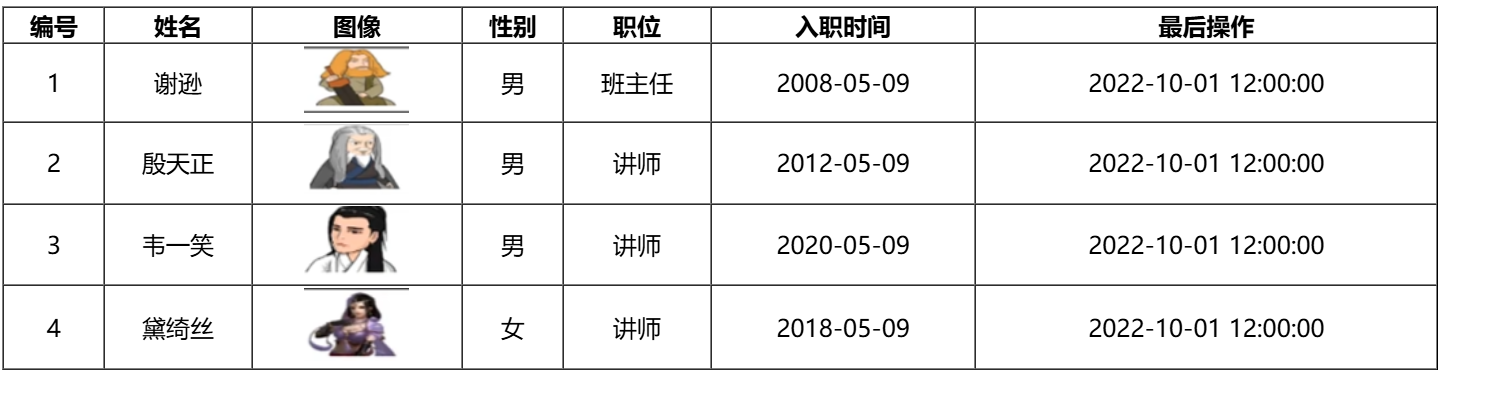 编号 姓名 图像 性别 职位 入职时间 最后操作
1 谢逊 男 班主任 2008-05-09 2022-10-01 12:00:00
2 殷天正 男 讲师 2012-05-09 2022-10-01 12:00:00
3 韦一笑 男 讲师 2020-05-09 2022-10-01 12:00:00
4 黛绮丝 女 讲师 2018-05-09 2022-10-01 12:00:00